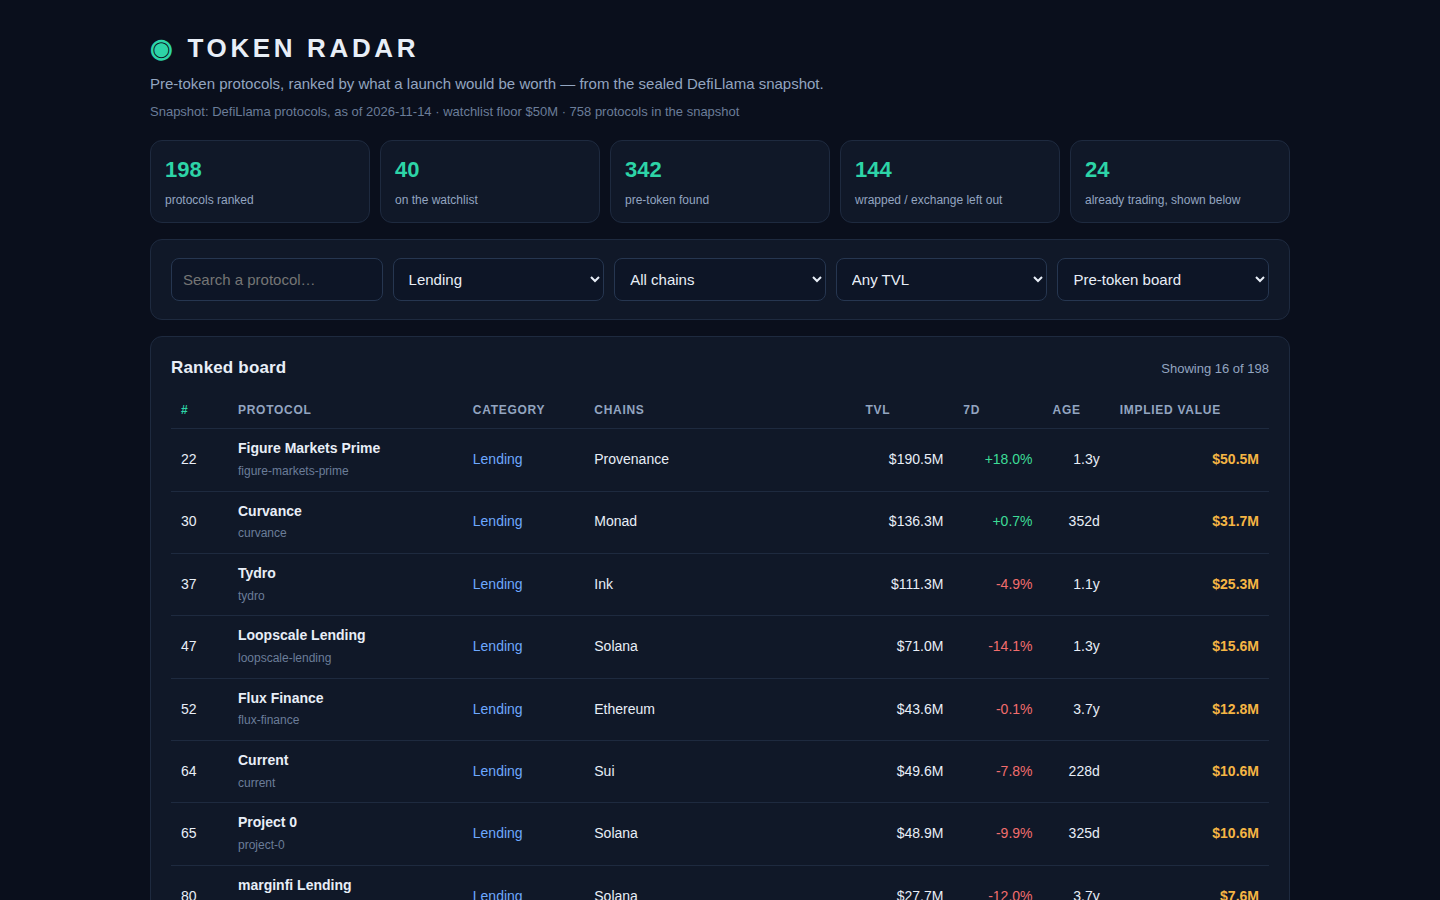 ◉ TOKEN RADAR
Pre-token protocols, ranked by what a launch would be worth — from the sealed DefiLlama snapshot.
Snapshot: DefiLlama protocols, as of 2026-11-14 · watchlist floor $50M · 758 protocols in the snapshot
198 40 342 144 24
protocols ranked on the watchlist pre-token found wrapped / exchange left out already trading, shown below
Search a protocol… Lending All chains Any TVL Pre-token board
Ranked board Showing 16 of 198
# PROTOCOL CATEGORY CHAINS TVL 7D AGE IMPLIED VALUE
22 Figure Markets Prime Lending Provenance $190.5M +18.0% 1.3y $50.5M
figure-markets-prime
30 Curvance Lending Monad $136.3M +0.7% 352d $31.7M
curvance
37 Tydro Lending Ink $111.3M -4.9% 1.1y $25.3M
tydro
47 Loopscale Lending Lending Solana $71.0M -14.1% 1.3y $15.6M
loopscale-lending
52 Flux Finance Lending Ethereum $43.6M -0.1% 3.7y $12.8M
flux-finance
64 Current Lending Sui $49.6M -7.8% 228d $10.6M
current
65 Project 0 Lending Solana $48.9M -9.9% 325d $10.6M
project-0
80 marginfi Lending Lending Solana $27.7M -12.0% 3.7y $7.6M